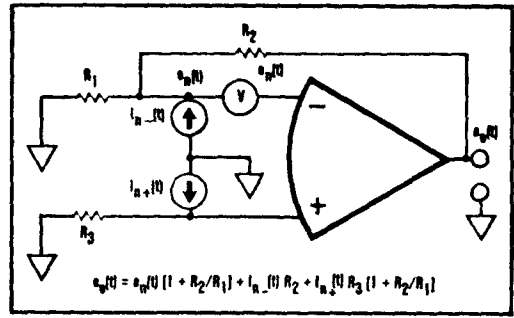 R₂
R₁
eₙ(t)
eₙ(t)
V
iₙ₋(t)
−
eₒ(t)
iₙ₊(t)
+
R₃
eₒ(t) = eₙ(t) [1 + R₂/R₁] + iₙ₋(t) R₂ + iₙ₊(t) R₃ [1 + R₂/R₁]